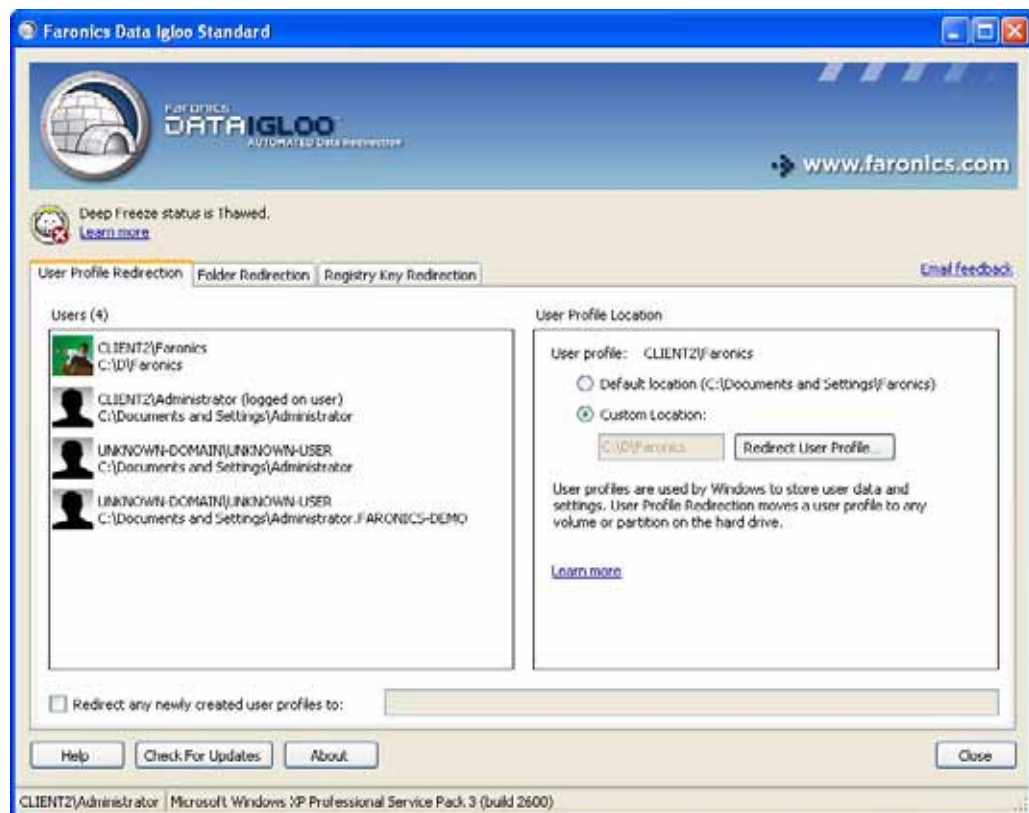 Faronics Data Igloo Standard
Faronics
DATAIGLOO
AUTOMATED Data Redirection
www.faronics.com
Deep Freeze status is Thawed.
Learn more
User Profile Redirection
Folder Redirection
Registry Key Redirection
Email feedback
Users (4)
CLIENT2\Faronics
C:\D\Faronics
CLIENT2\Administrator (logged on user)
C:\Documents and Settings\Administrator
UNKNOWN-DOMAIN\UNKNOWN-USER
C:\Documents and Settings\Administrator
UNKNOWN-DOMAIN\UNKNOWN-USER
C:\Documents and Settings\Administrator.FARONICS-DEMO
User Profile Location
User profile: CLIENT2\Faronics
Default location (C:\Documents and Settings\Faronics)
Custom Location:
C:\D\Faronics
Redirect User Profile...
User profiles are used by Windows to store user data and
settings. User Profile Redirection moves a user profile to any
volume or partition on the hard drive.
Learn more
Redirect any newly created user profiles to:
Help
Check For Updates
About
Close
CLIENT2\Administrator
Microsoft Windows XP Professional Service Pack 3 (build 2600)